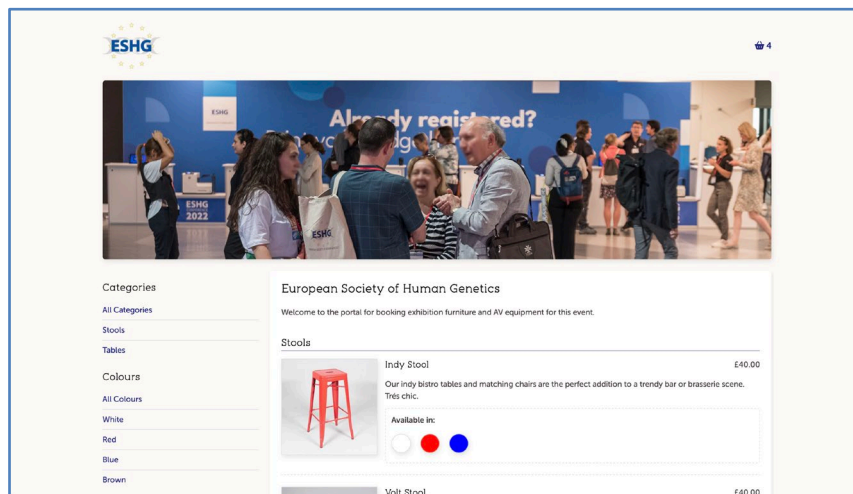 ESHG
4
ESHG
Already registered?
ESHG
2022
ESHG
Categories
All Categories
Stools
Tables
Colours
All Colours
White
Red
Blue
Brown
European Society of Human Genetics
Welcome to the portal for booking exhibition furniture and AV equipment for this event.
Stools
Indy Stool £40.00
Our indy bistro tables and matching chairs are the perfect addition to a trendy bar or brasserie scene.
Trés chic.
Available in:
Volt Stool £40.00